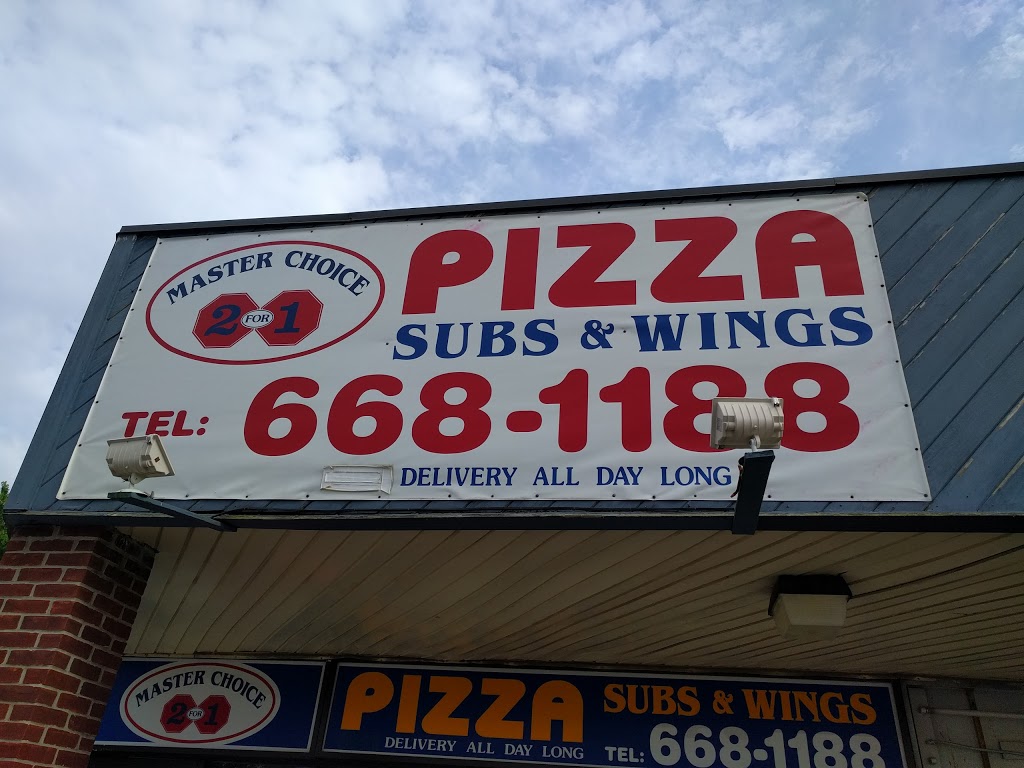 MASTER CHOICE
2 FOR 1
PIZZA
SUBS & WINGS
TEL: 668-1188
DELIVERY ALL DAY LONG
MASTER CHOICE
2 FOR 1
PIZZA
DELIVERY ALL DAY LONG
SUBS & WINGS
TEL: 668-1188